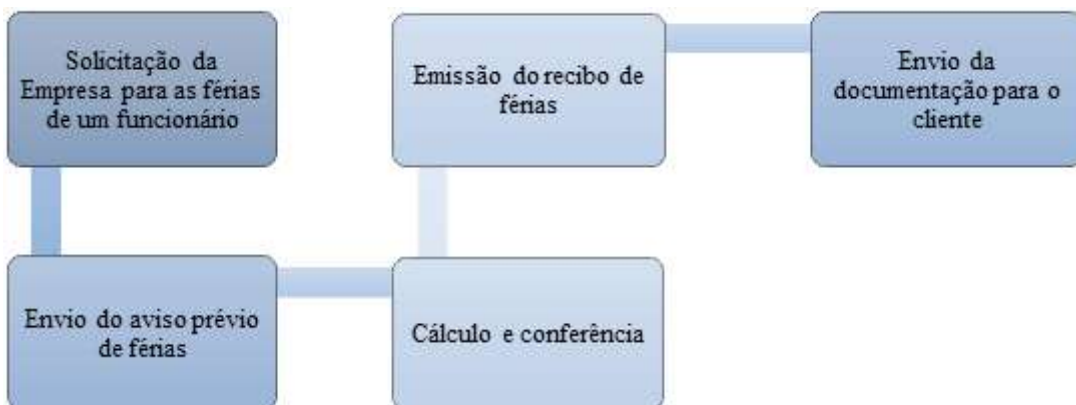 Solicitação da
Empresa para as férias
de um funcionário
Envio do aviso prévio
de férias
Cálculo e conferência
Emissão do recibo de
férias
Envio da
documentação para o
cliente